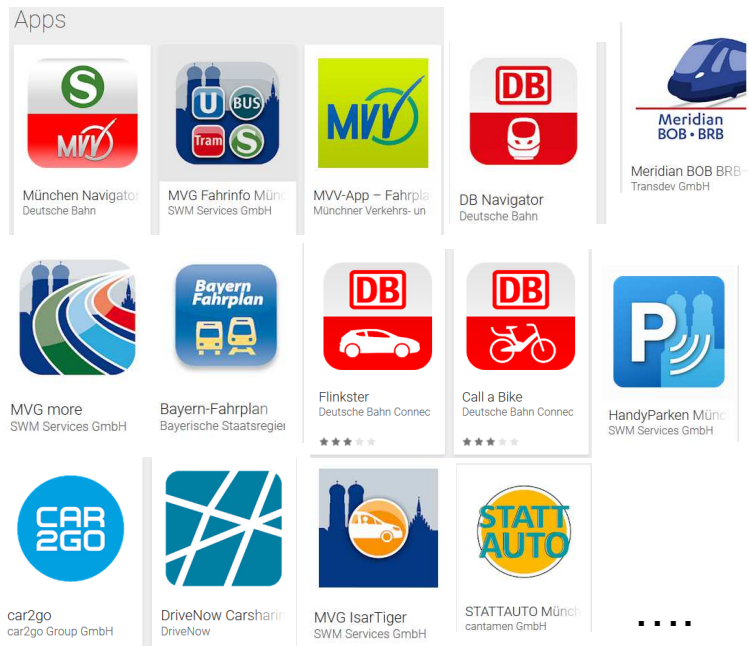 Apps
S
MVV
U BUS
Tram S
MVV
DB
Meridian
BOB • BRB
München Navigator
Deutsche Bahn
MVG Fahrinfo Münc
SWM Services GmbH
MVV-App – Fahrpla
Münchner Verkehrs- un
DB Navigator
Deutsche Bahn
Meridian BOB BRB
Transdev GmbH
Bayern
Fahrplan
DB
DB
P
MVG more
SWM Services GmbH
Bayern-Fahrplan
Bayerische Staatsregier
Flinkster
Deutsche Bahn Connec
Call a Bike
Deutsche Bahn Connec
HandyParken Münc
SWM Services GmbH
CAR
2GO
STATT
AUTO
car2go
car2go Group GmbH
DriveNow Carsharin
DriveNow
MVG IsarTiger
SWM Services GmbH
STATTAUTO Münch
cantamen GmbH
....